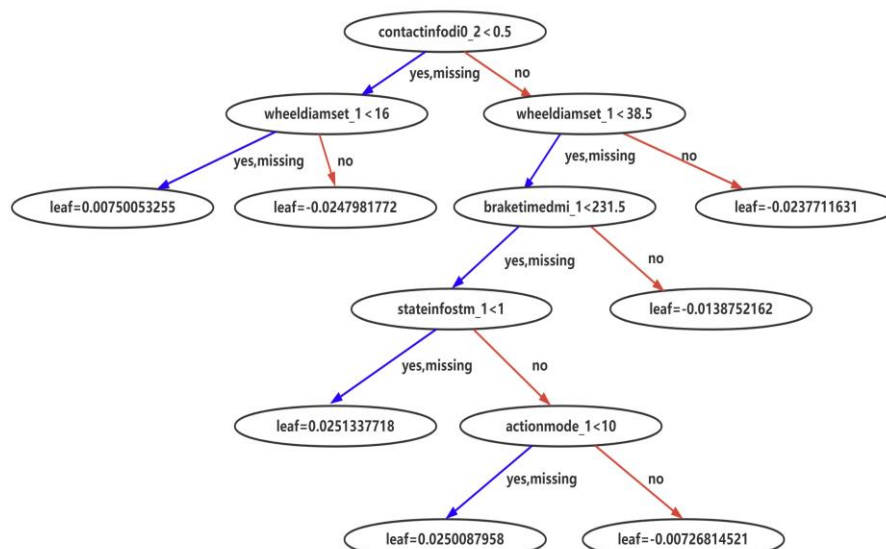 contactinfodi0_2<0.5
yes,missing
no
wheeldiamset_1<16
wheeldiamset_1<38.5
yes,missing
no
yes,missing
no
leaf=0.00750053255
leaf=-0.0247981772
braketimedmi_1<231.5
leaf=-0.0237711631
yes,missing
no
stateinfostm_1<1
leaf=-0.0138752162
yes,missing
no
leaf=0.0251337718
actionmode_1<10
yes,missing
no
leaf=0.0250087958
leaf=-0.00726814521